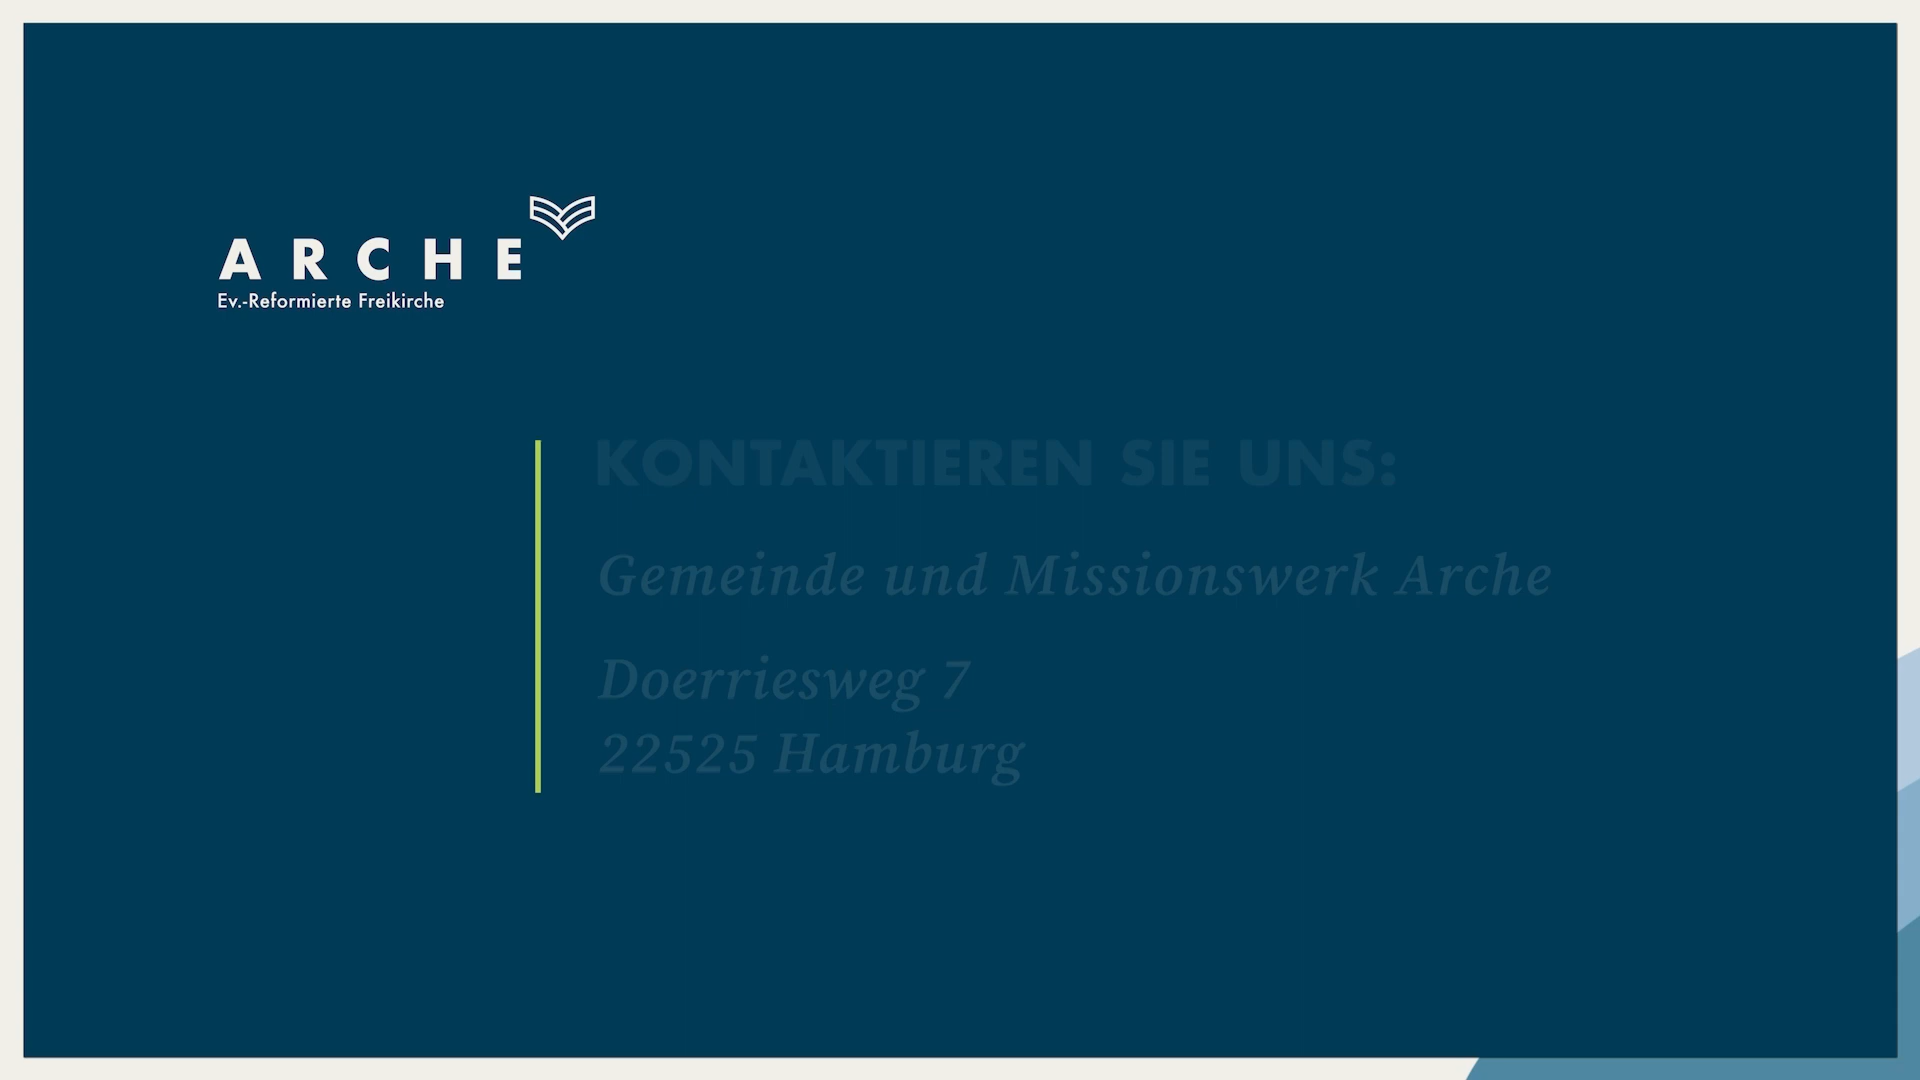 ARCHE
Ev.-Reformierte Freikirche
KONTAKTIEREN SIE UNS:
Gemeinde und Missionswerk Arche
Doerriesweg 7
22525 Hamburg